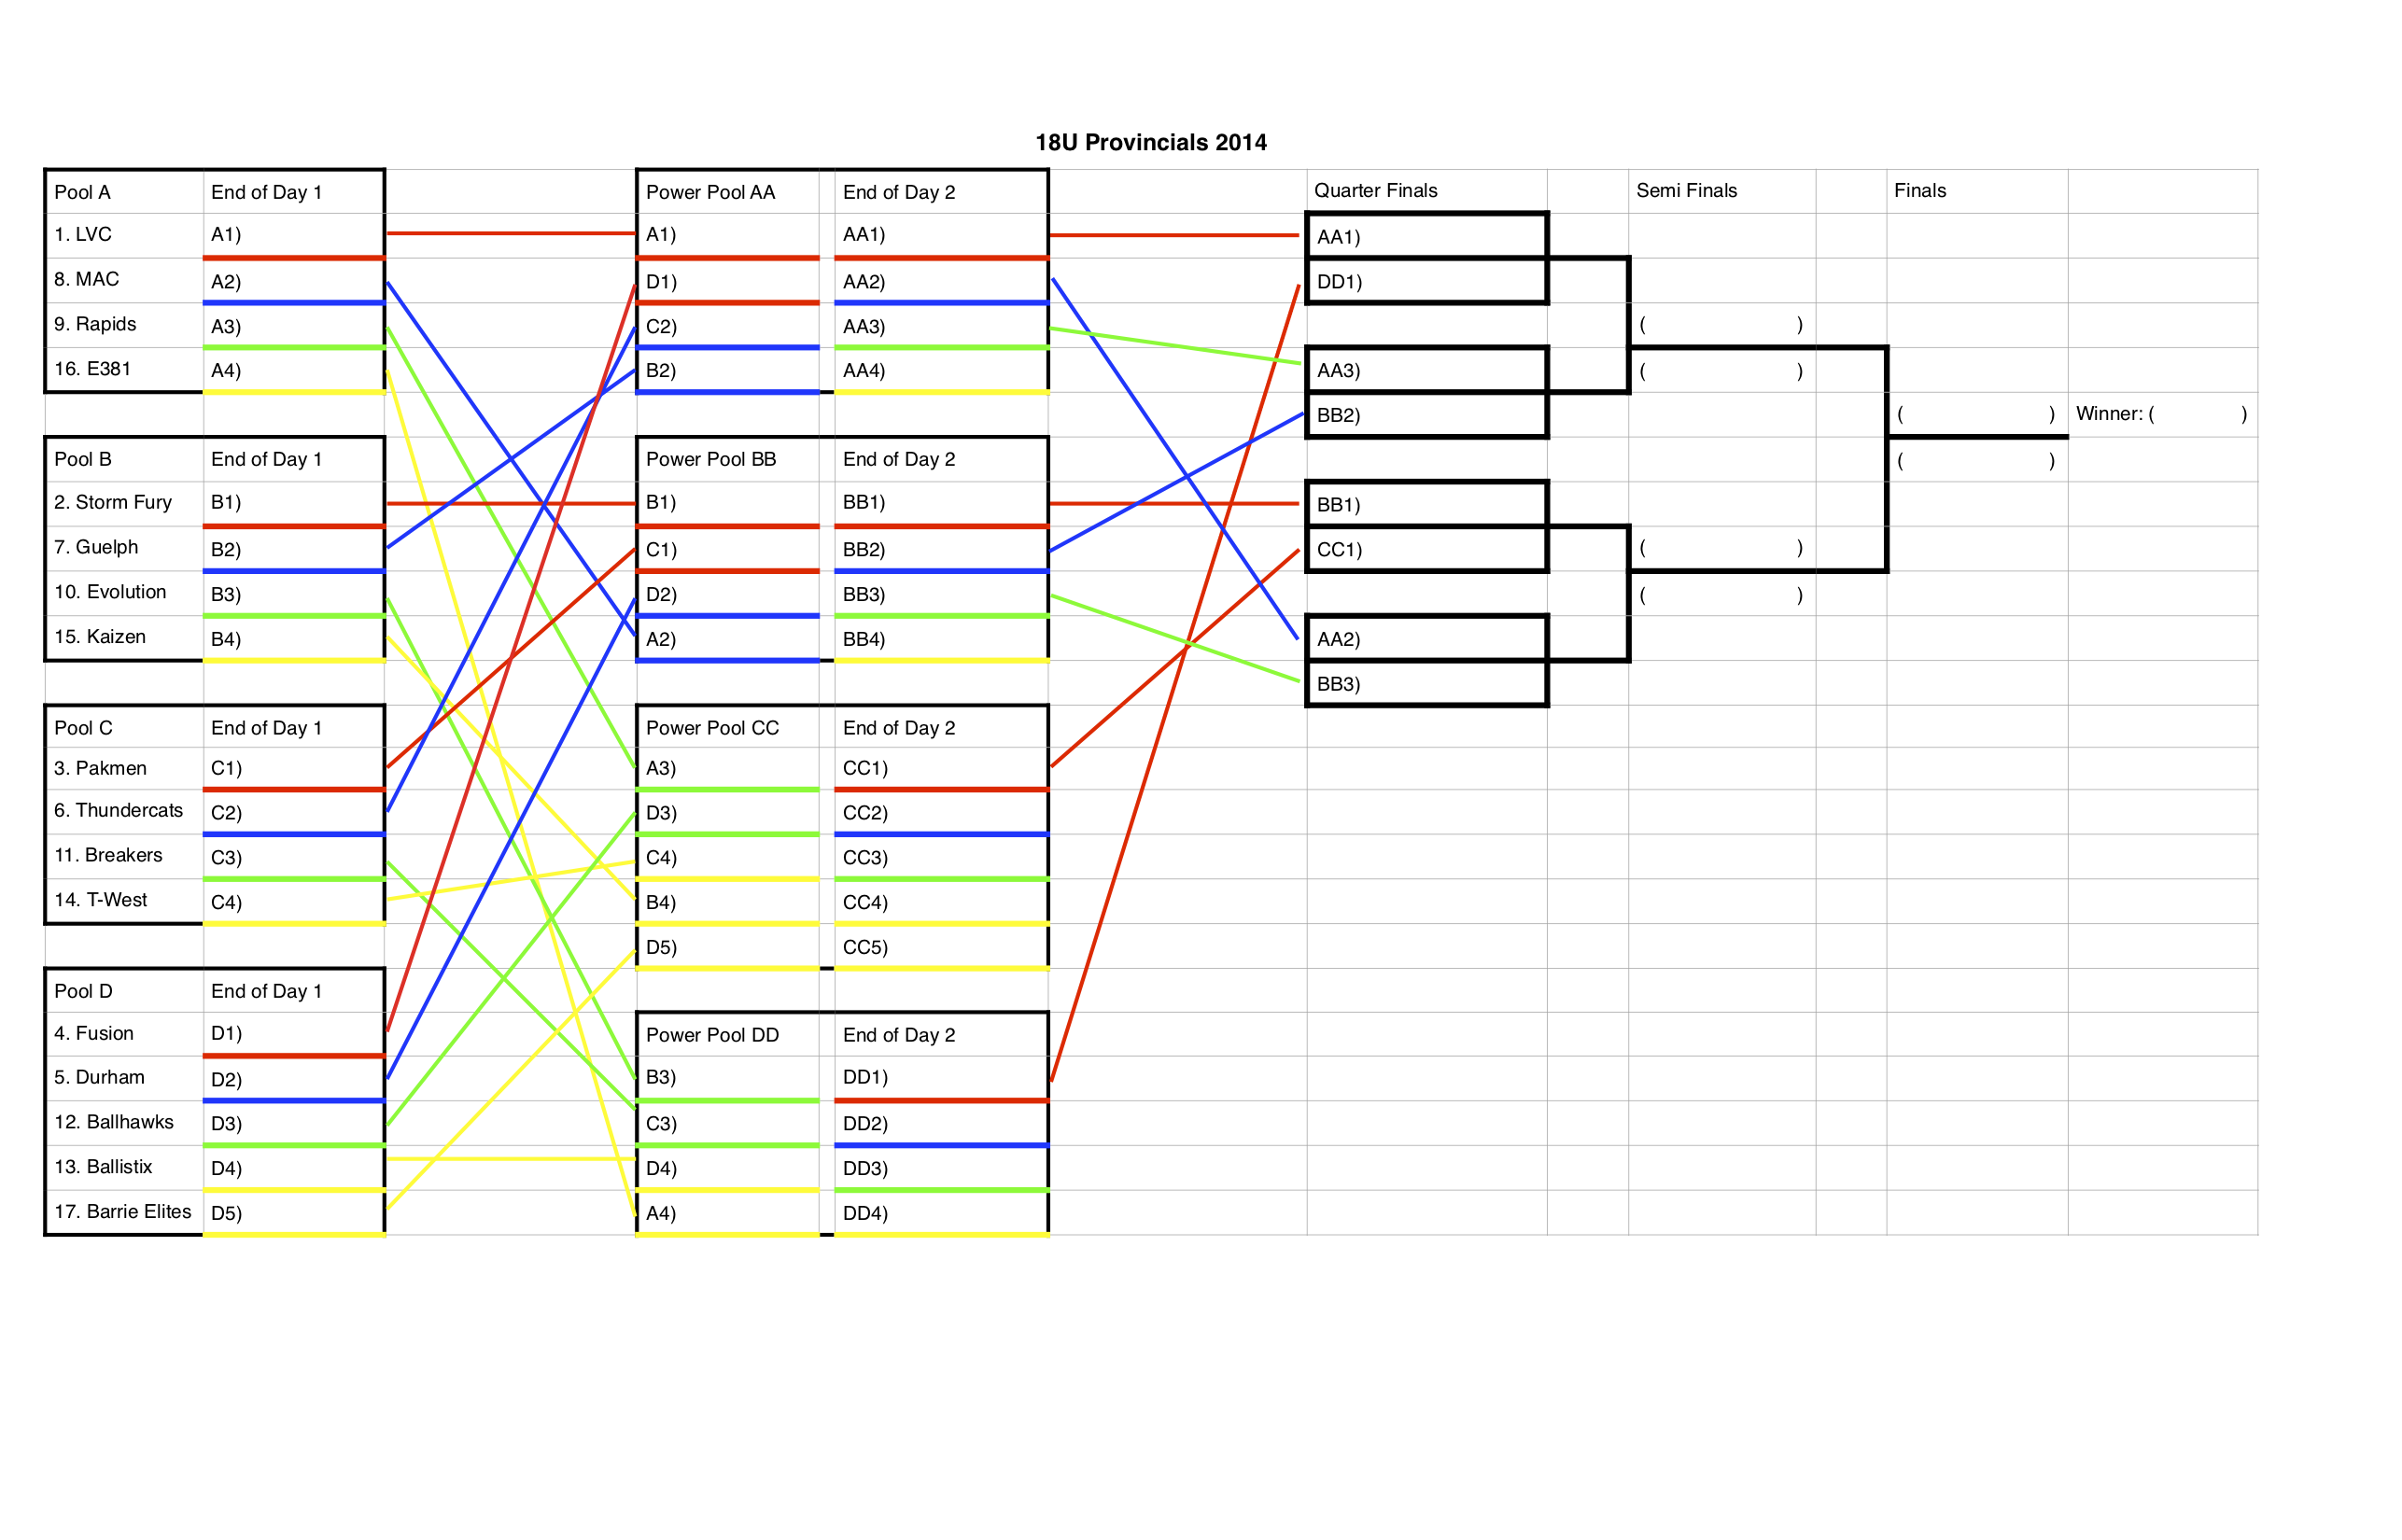 18U Provincials 2014
Pool A End of Day 1
1. LVC A1)
8. MAC A2)
9. Rapids A3)
16. E381 A4)
Pool B End of Day 1
2. Storm Fury B1)
7. Guelph B2)
10. Evolution B3)
15. Kaizen B4)
Pool C End of Day 1
3. Pakmen C1)
6. Thundercats C2)
11. Breakers C3)
14. T-West C4)
Pool D End of Day 1
4. Fusion D1)
5. Durham D2)
12. Ballhawks D3)
13. Ballistix D4)
17. Barrie Elites D5)
Power Pool AA End of Day 2
A1) AA1)
D1) AA2)
C2) AA3)
B2) AA4)
Power Pool BB End of Day 2
B1) BB1)
C1) BB2)
D2) BB3)
A2) BB4)
Power Pool CC End of Day 2
A3) CC1)
D3) CC2)
C4) CC3)
B4) CC4)
D5) CC5)
Power Pool DD End of Day 2
B3) DD1)
C3) DD2)
D4) DD3)
A4) DD4)
Quarter Finals
AA1)
DD1)
AA3)
BB2)
BB1)
CC1)
AA2)
BB3)
Semi Finals
( )
( )
( )
( )
Finals
( ) Winner: ( )
( )